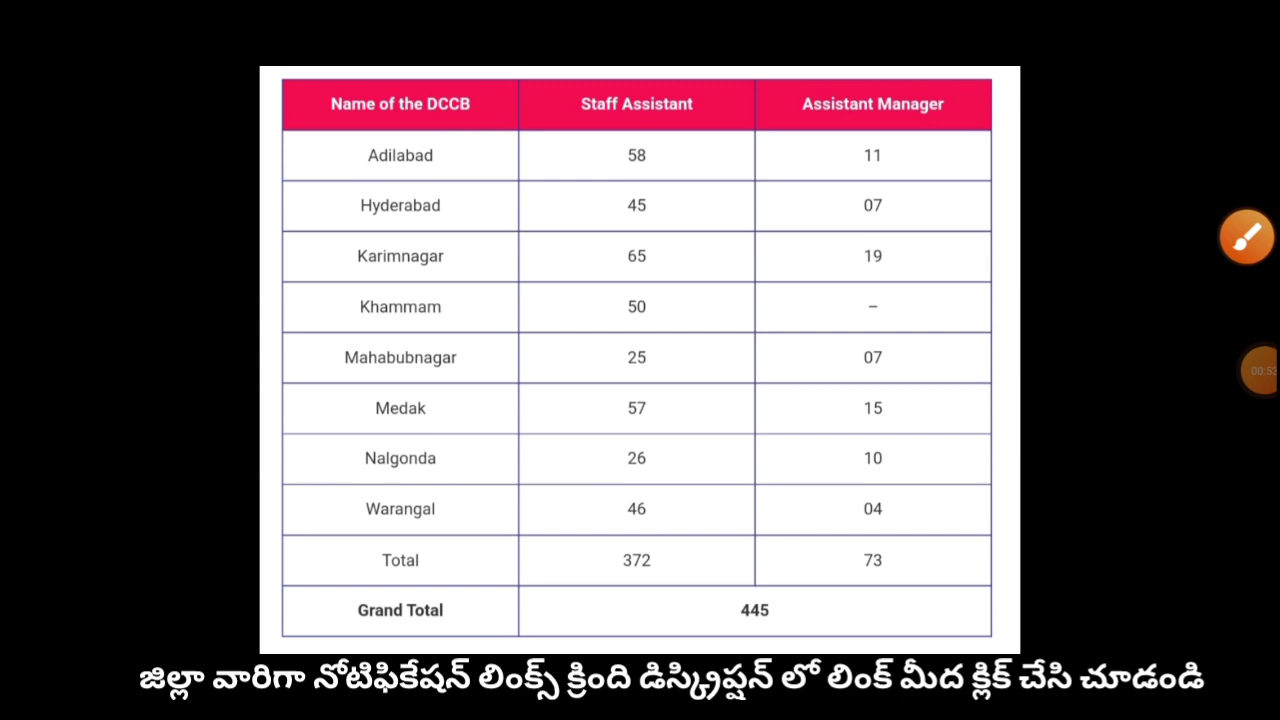 Name of the DCCB Staff Assistant Assistant Manager
Adilabad 58 11
Hyderabad 45 07
Karimnagar 65 19
Khammam 50 –
Mahabubnagar 25 07
Medak 57 15
Nalgonda 26 10
Warangal 46 04
Total 372 73
Grand Total 445
జిల్లా వారిగా నోటిఫికేషన్ లింక్స్ క్రింది డిస్క్రిప్షన్ లో లింక్ మీద క్లిక్ చేసి చూడండి